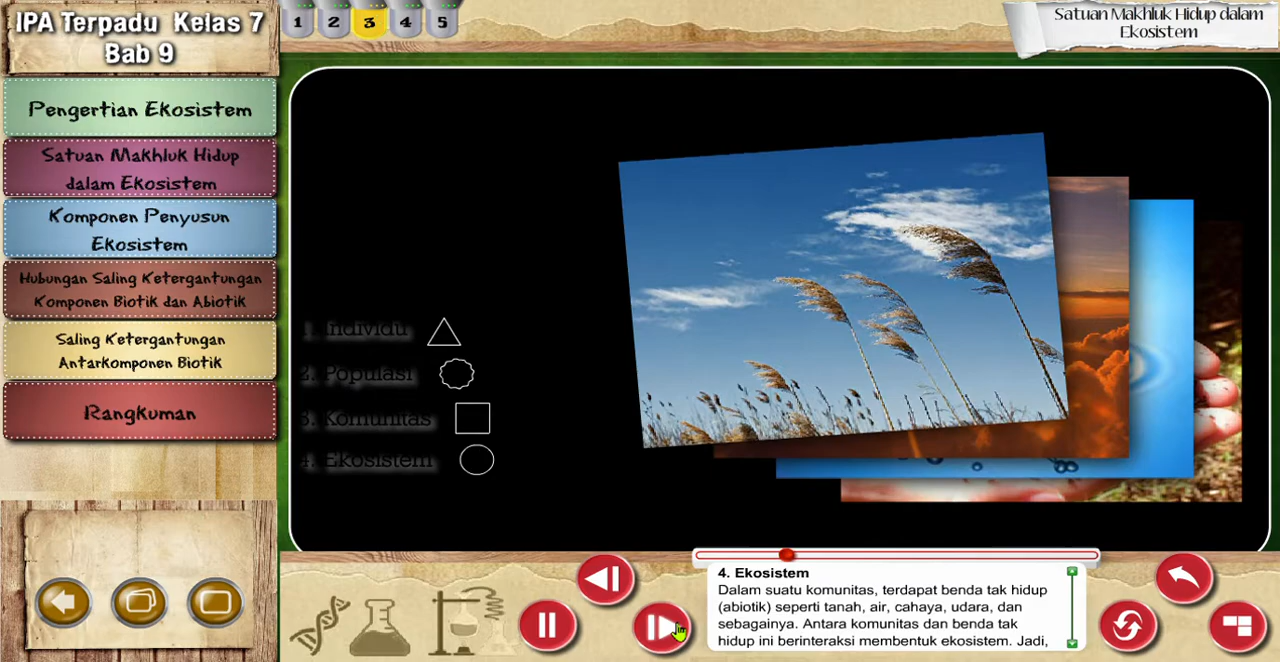 IPA Terpadu Kelas 7
Bab 9
1 2 3 4 5
Satuan Makhluk Hidup dalam
Ekosistem
Pengertian Ekosistem
Satuan Makhluk Hidup
dalam Ekosistem
Komponen Penyusun
Ekosistem
Hubungan Saling Ketergantungan
Komponen Biotik dan Abiotik
Saling Ketergantungan
Antarkomponen Biotik
Rangkuman
1. Individu
2. Populasi
3. Komunitas
4. Ekosistem
4. Ekosistem
Dalam suatu komunitas, terdapat benda tak hidup
(abiotik) seperti tanah, air, cahaya, udara, dan
sebagainya. Antara komunitas dan benda tak
hidup ini berinteraksi membentuk ekosistem. Jadi,